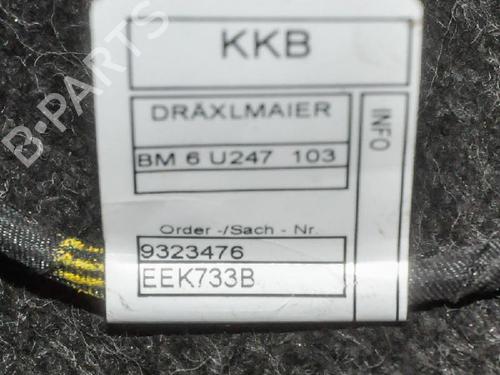 KKB
DRÄXLMAIER
BM 6 U247 103
INFO
Order -/Sach - Nr.
9323476
EEK733B
B-PARTS